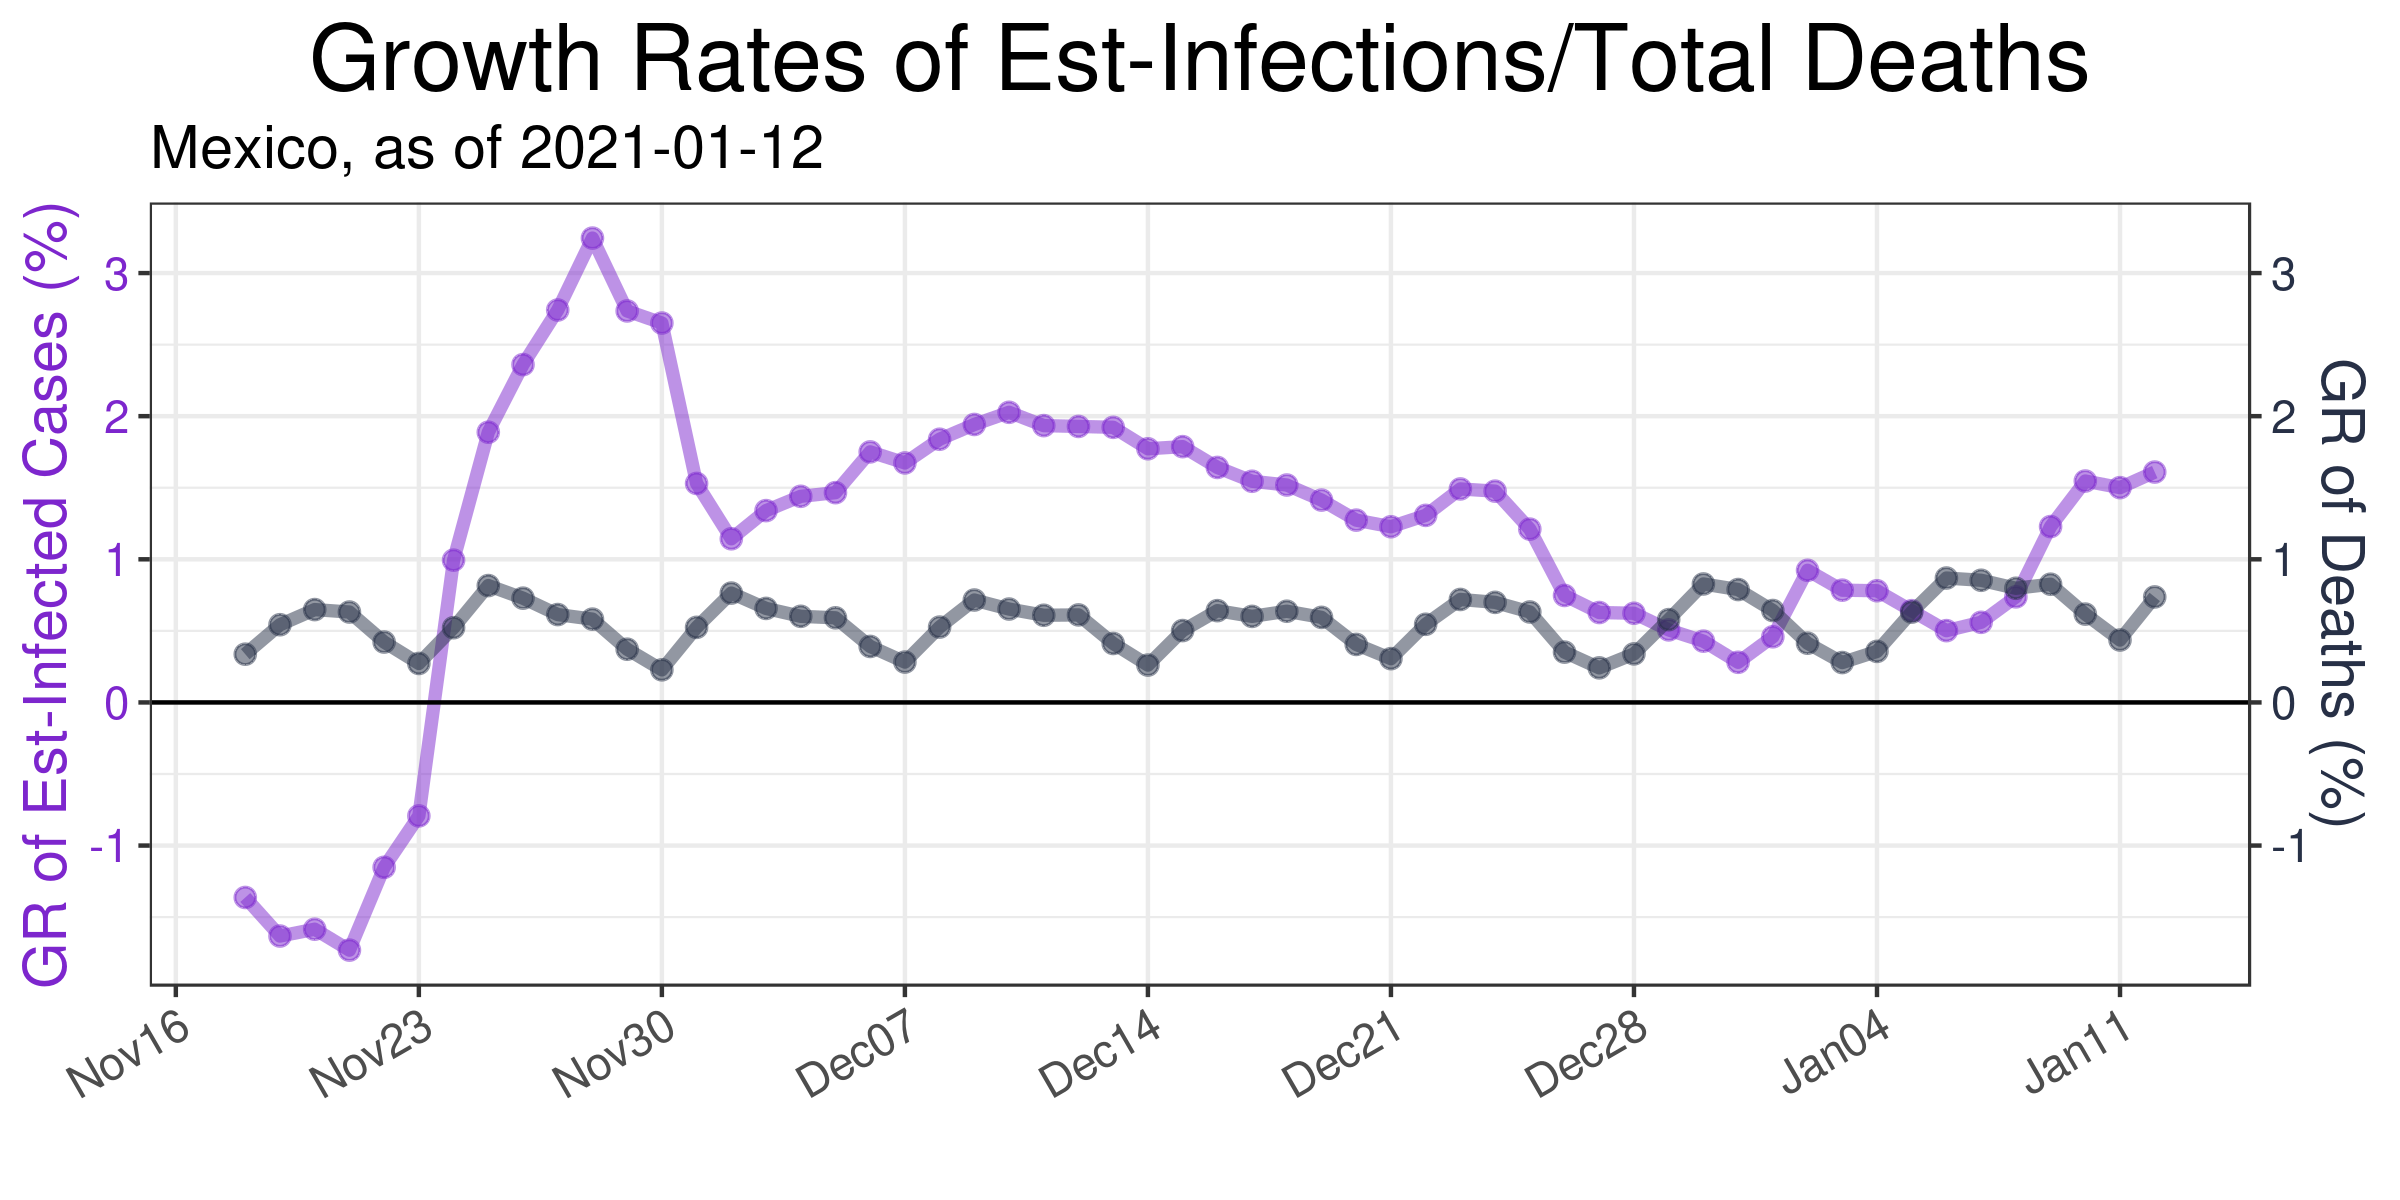 Growth Rates of Est-Infections/Total Deaths
Mexico, as of 2021-01-12
GR of Est-Infected Cases (%)
3
2
1
0
-1
3
2
1
0
-1
GR of Deaths (%)
Nov16
Nov23
Nov30
Dec07
Dec14
Dec21
Dec28
Jan04
Jan11